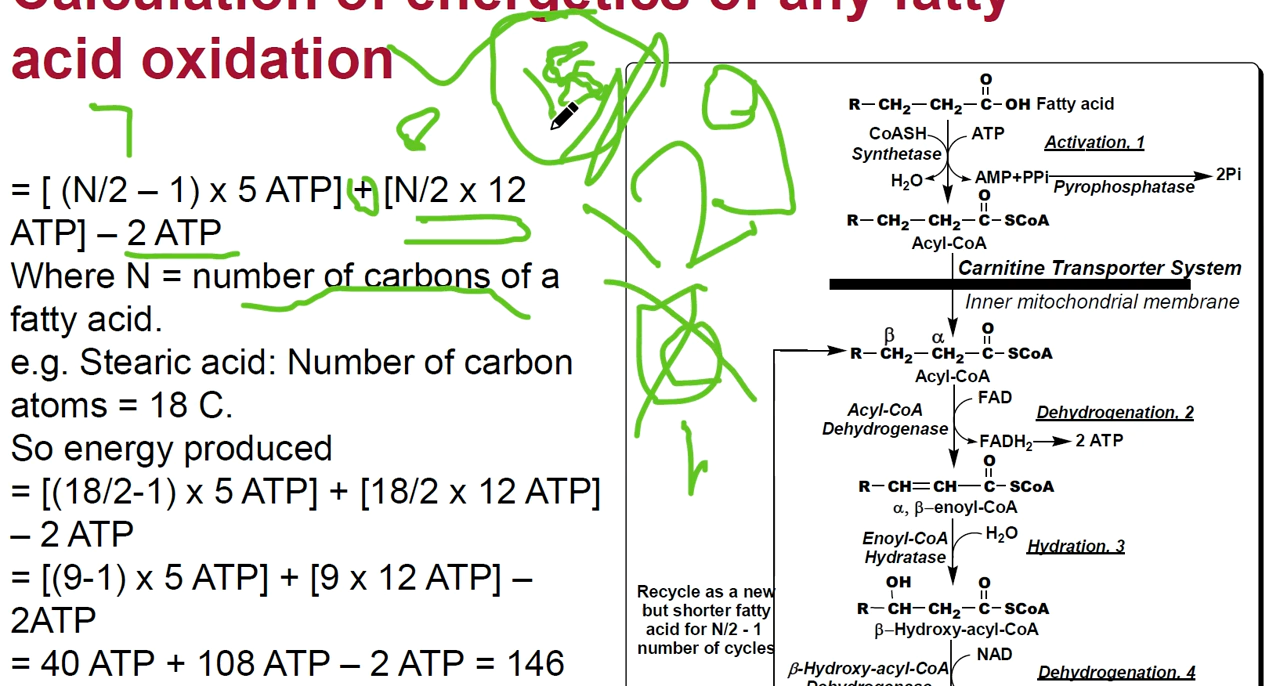 Calculation of energetics of any fatty
acid oxidation
= [ (N/2 – 1) x 5 ATP] + [N/2 x 12
ATP] – 2 ATP
Where N = number of carbons of a
fatty acid.
e.g. Stearic acid: Number of carbon
atoms = 18 C.
So energy produced
= [(18/2-1) x 5 ATP] + [18/2 x 12 ATP]
– 2 ATP
= [(9-1) x 5 ATP] + [9 x 12 ATP] –
2ATP
= 40 ATP + 108 ATP – 2 ATP = 146
O
R–CH₂–CH₂–C–OH Fatty acid
CoASH ATP Activation, 1
Synthetase
H₂O AMP+PPi 2Pi
Pyrophosphatase
O
R–CH₂–CH₂–C–SCoA
Acyl-CoA
Carnitine Transporter System
Inner mitochondrial membrane
β α O
R–CH₂–CH₂–C–SCoA
Acyl-CoA
FAD
Acyl-CoA Dehydrogenation, 2
Dehydrogenase
FADH₂ 2 ATP
O
R–CH=CH–C–SCoA
α, β–enoyl-CoA
Enoyl-CoA H₂O
Hydratase Hydration, 3
OH O
R–CH–CH₂–C–SCoA
β–Hydroxy-acyl-CoA
Recycle as a new
but shorter fatty
acid for N/2 - 1
number of cycles
NAD
β-Hydroxy-acyl-CoA Dehydrogenation, 4
Dehydrogenase